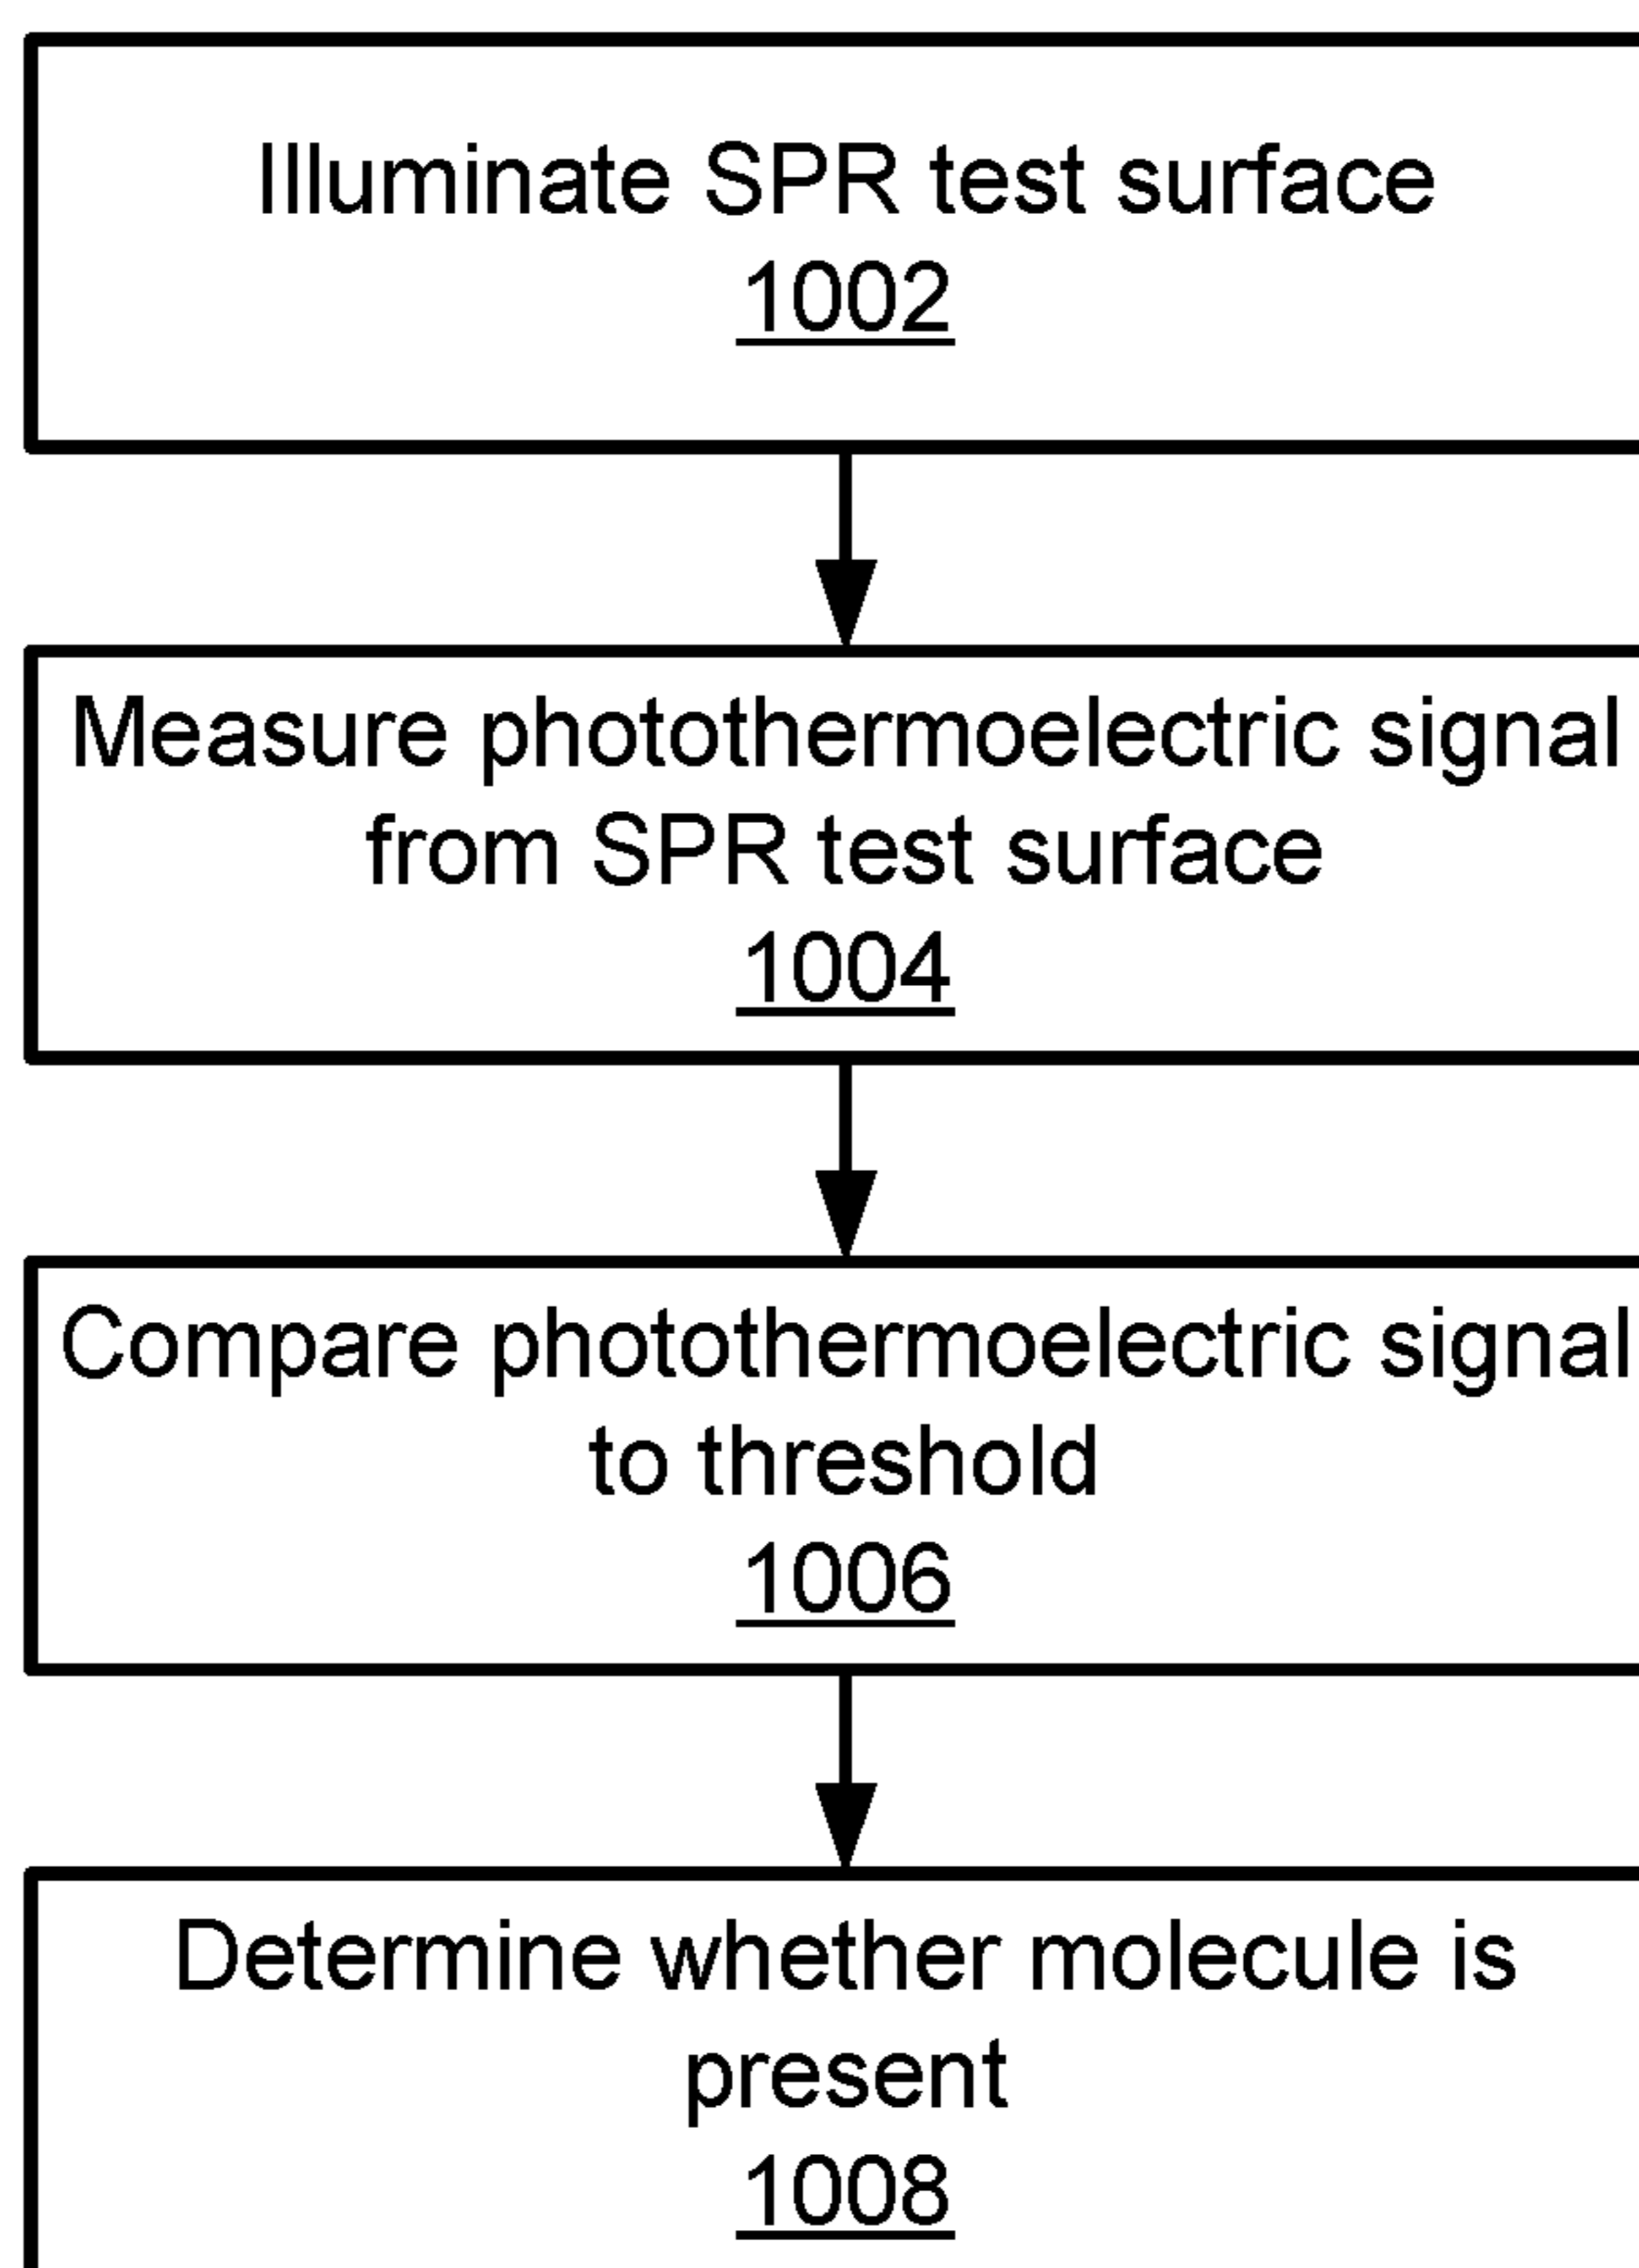 Illuminate SPR test surface
1002
Measure photothermoelectric signal
from SPR test surface
1004
Compare photothermoelectric signal
to threshold
1006
Determine whether molecule is
present
1008